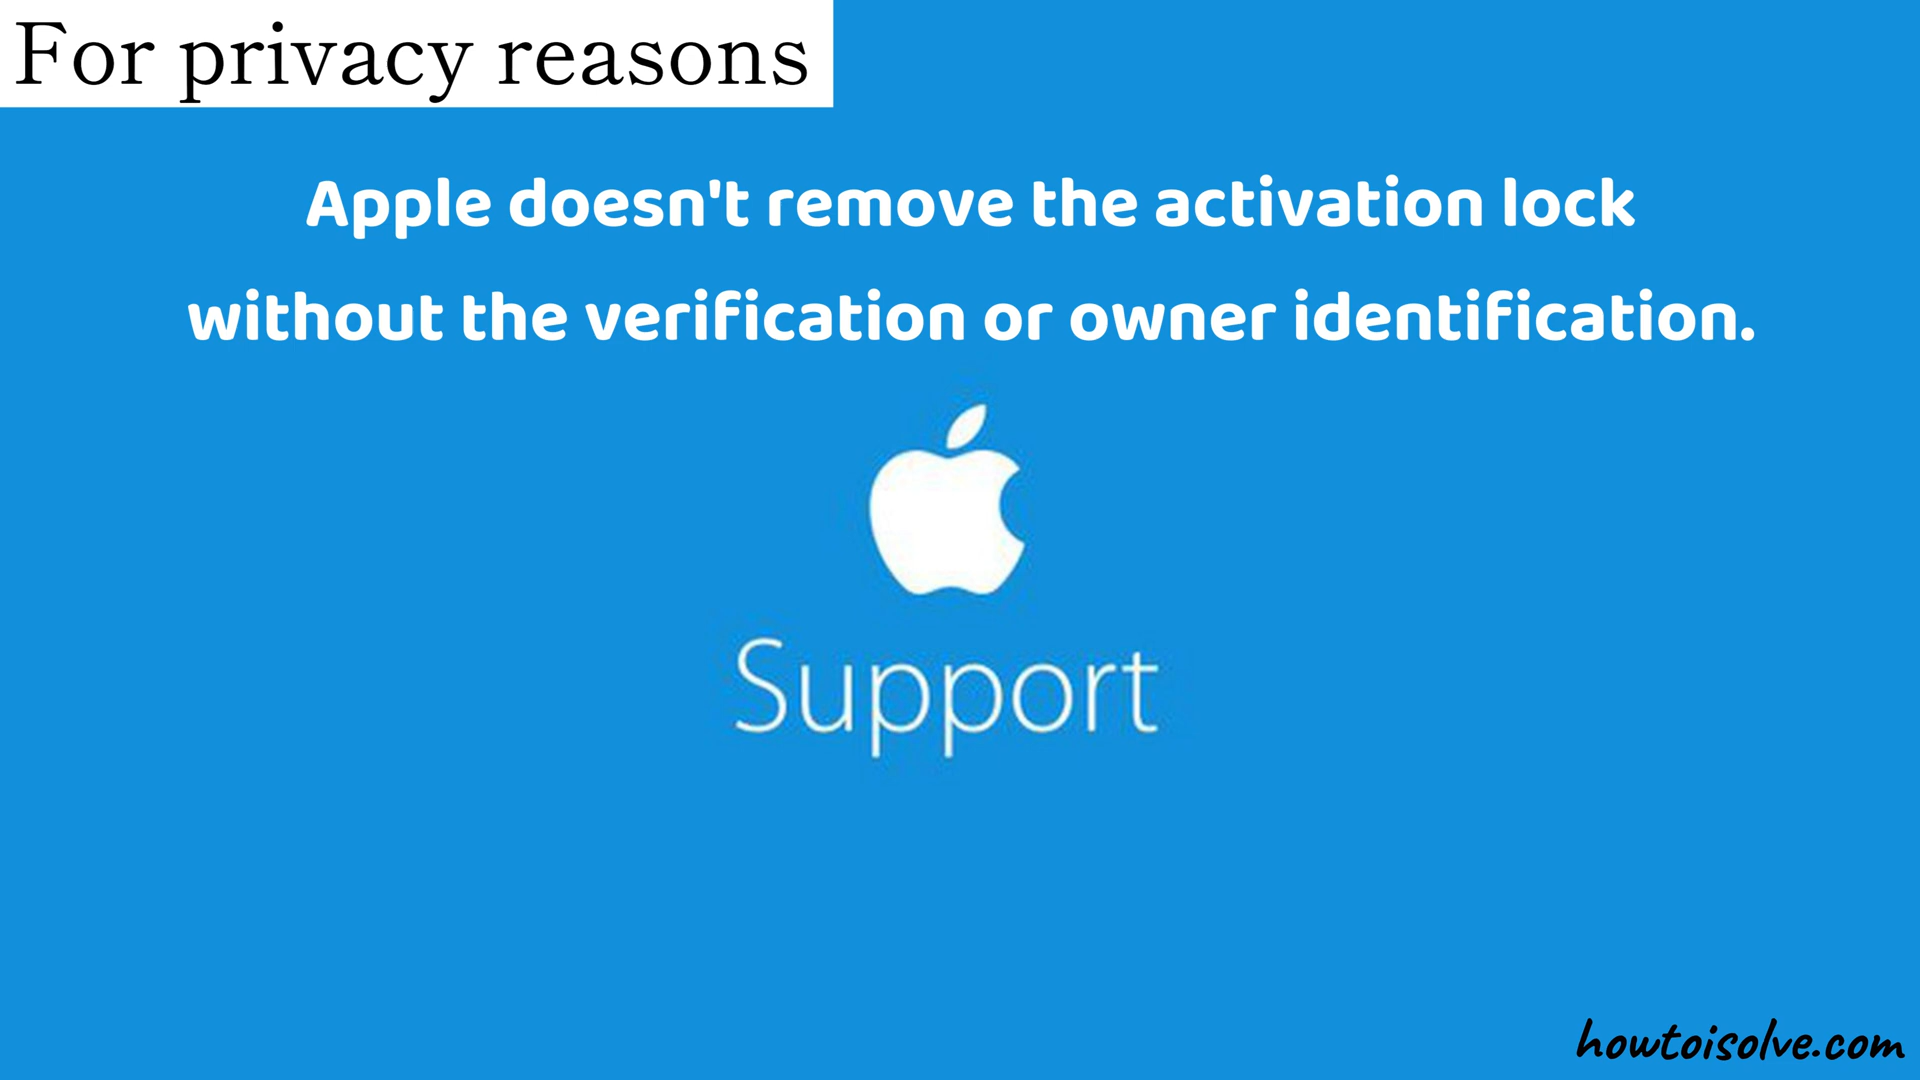 For privacy reasons
Apple doesn't remove the activation lock
without the verification or owner identification.
Support
howtoisolve.com